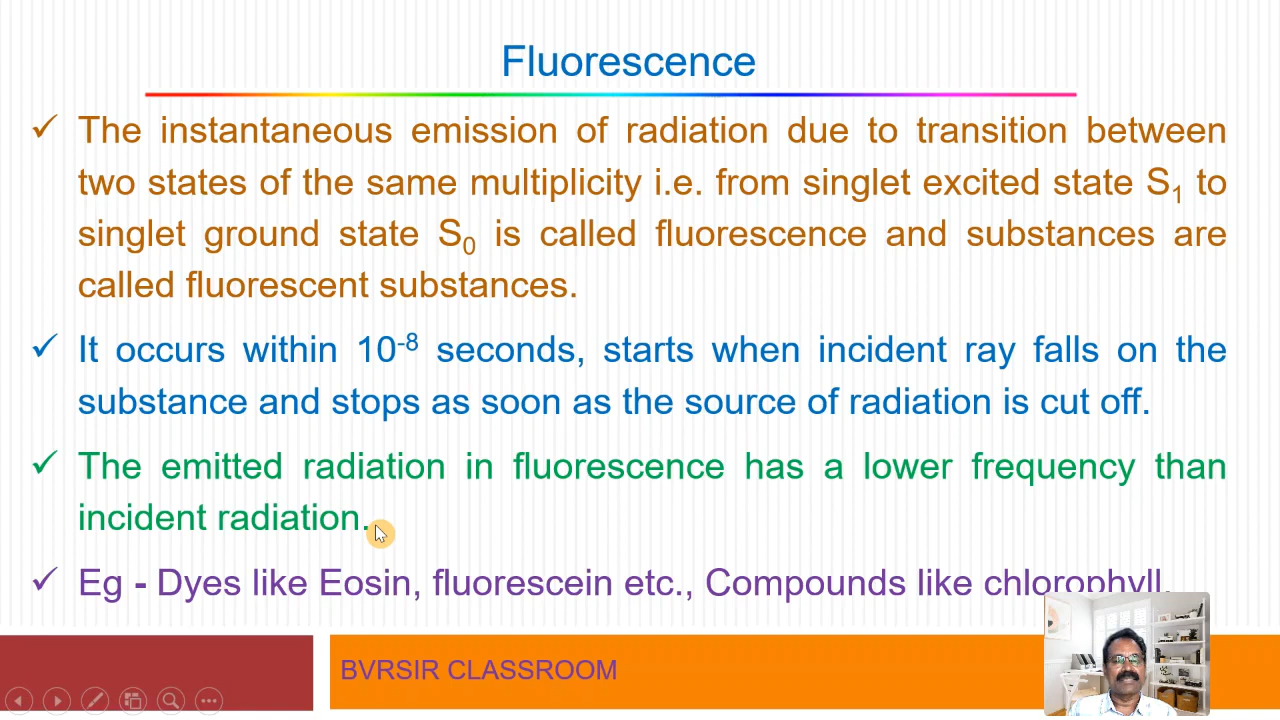 Fluorescence
✓ The instantaneous emission of radiation due to transition between
two states of the same multiplicity i.e. from singlet excited state S₁ to
singlet ground state S₀ is called fluorescence and substances are
called fluorescent substances.
✓ It occurs within 10⁻⁸ seconds, starts when incident ray falls on the
substance and stops as soon as the source of radiation is cut off.
✓ The emitted radiation in fluorescence has a lower frequency than
incident radiation.
✓ Eg - Dyes like Eosin, fluorescein etc., Compounds like chlorophyll.
BVRSIR CLASSROOM